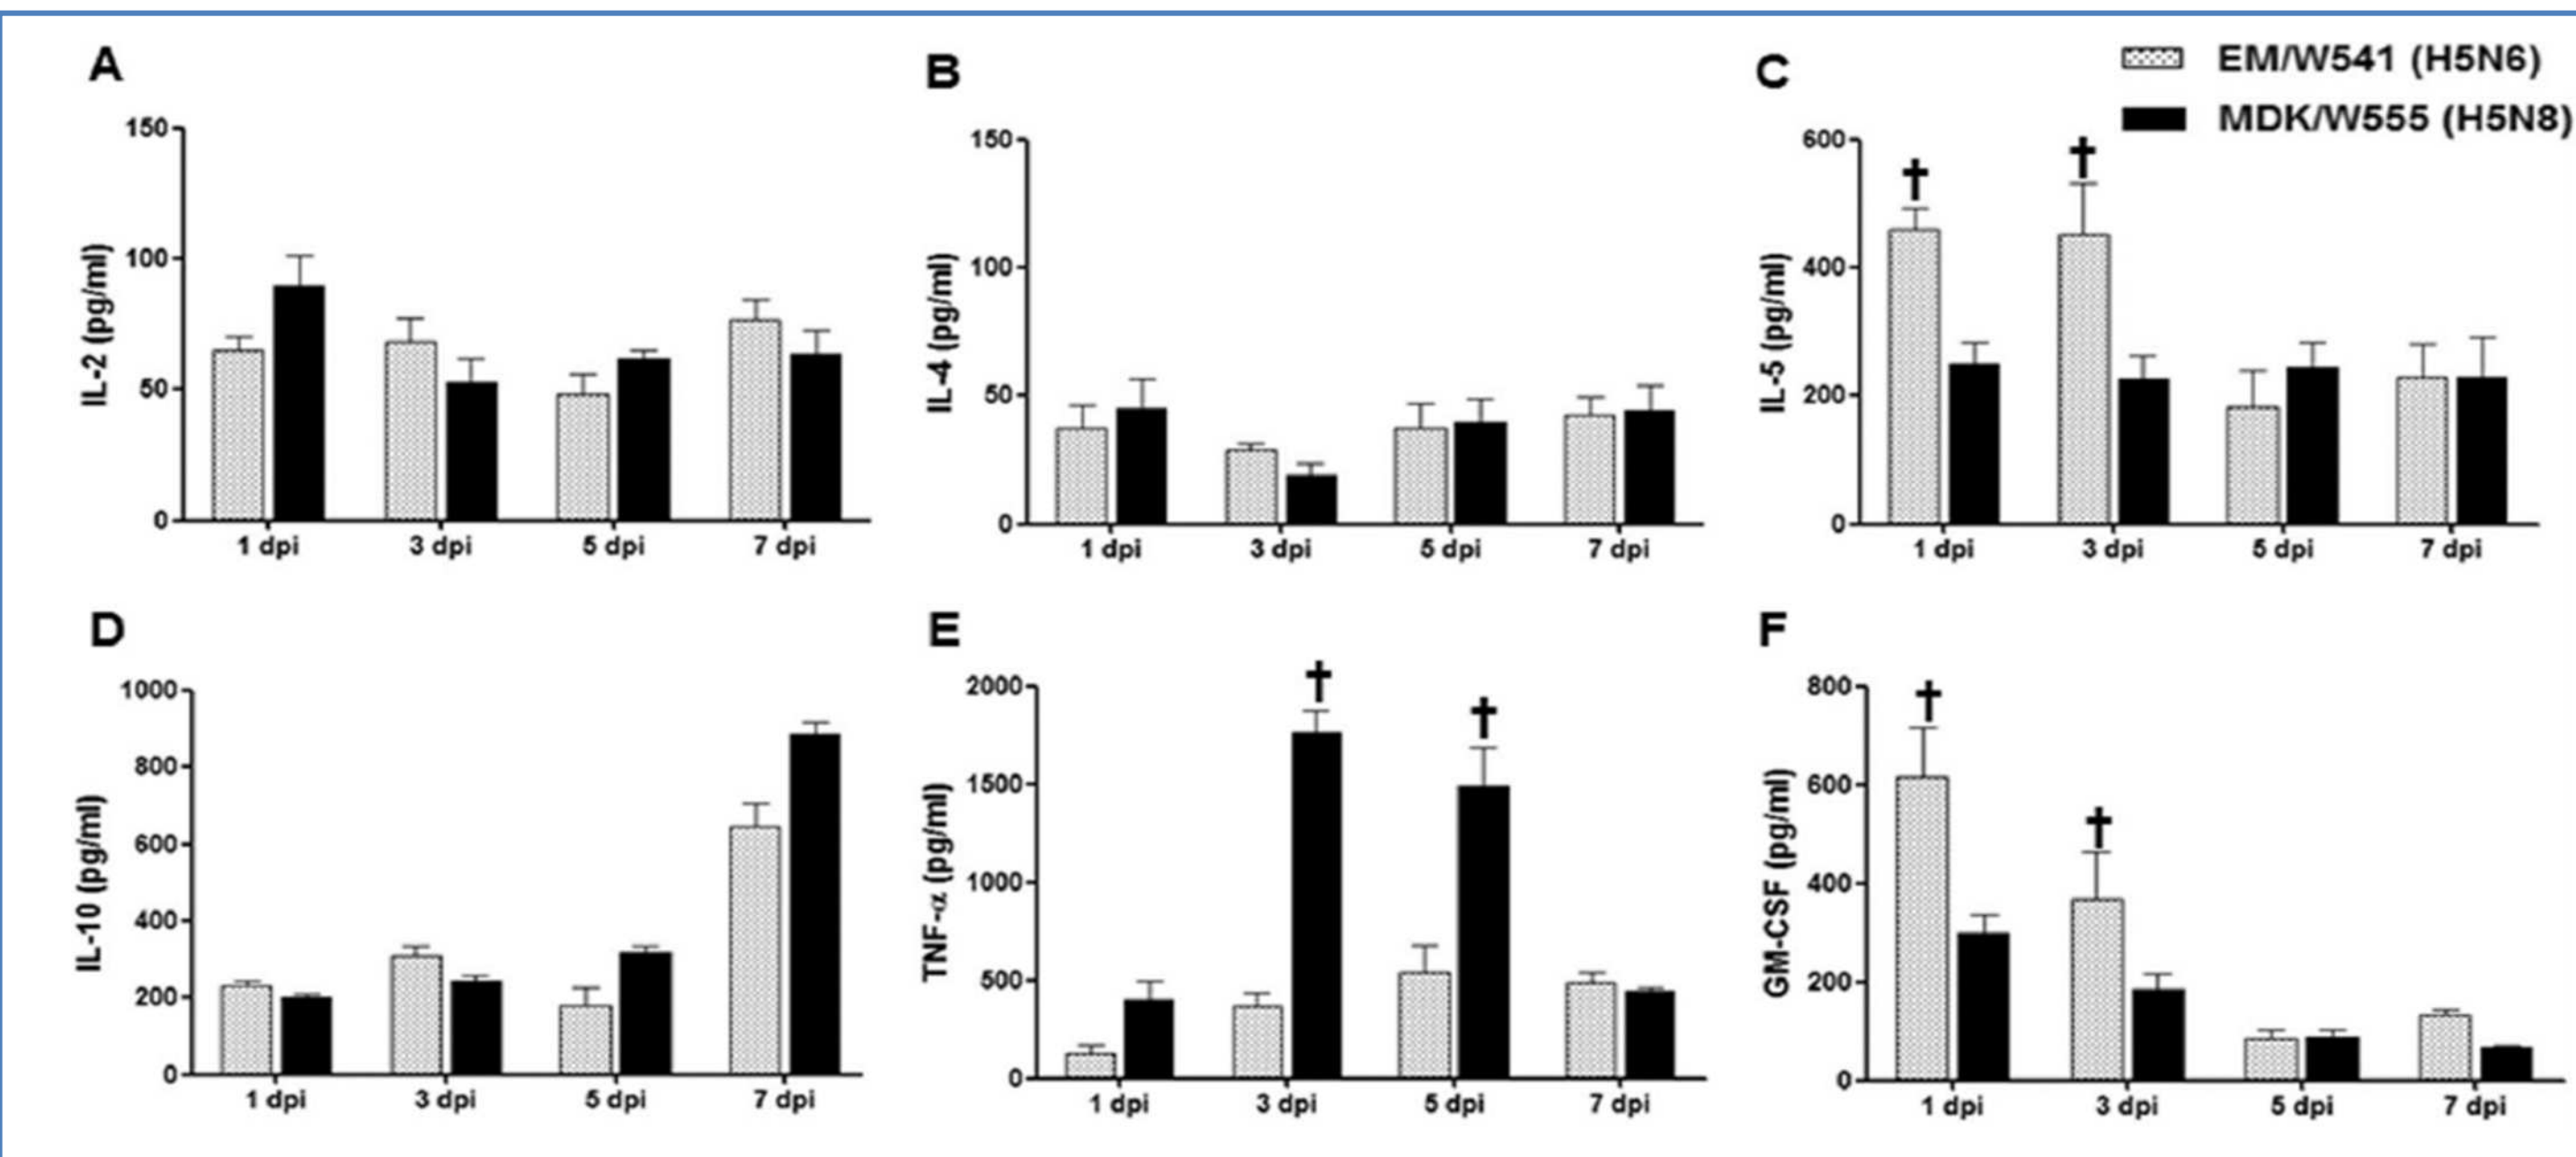 A
B
C
EM/W541 (H5N6)
MDK/W555 (H5N8)
IL-2 (pg/ml)
150
100
50
0
1 dpi
3 dpi
5 dpi
7 dpi
IL-4 (pg/ml)
150
100
50
0
1 dpi
3 dpi
5 dpi
7 dpi
IL-5 (pg/ml)
600
400
200
0
†
†
1 dpi
3 dpi
5 dpi
7 dpi
D
IL-10 (pg/ml)
1000
800
600
400
200
0
1 dpi
3 dpi
5 dpi
7 dpi
E
TNF-α (pg/ml)
2000
1500
1000
500
0
†
†
1 dpi
3 dpi
5 dpi
7 dpi
F
GM-CSF (pg/ml)
800
600
400
200
0
†
†
1 dpi
3 dpi
5 dpi
7 dpi